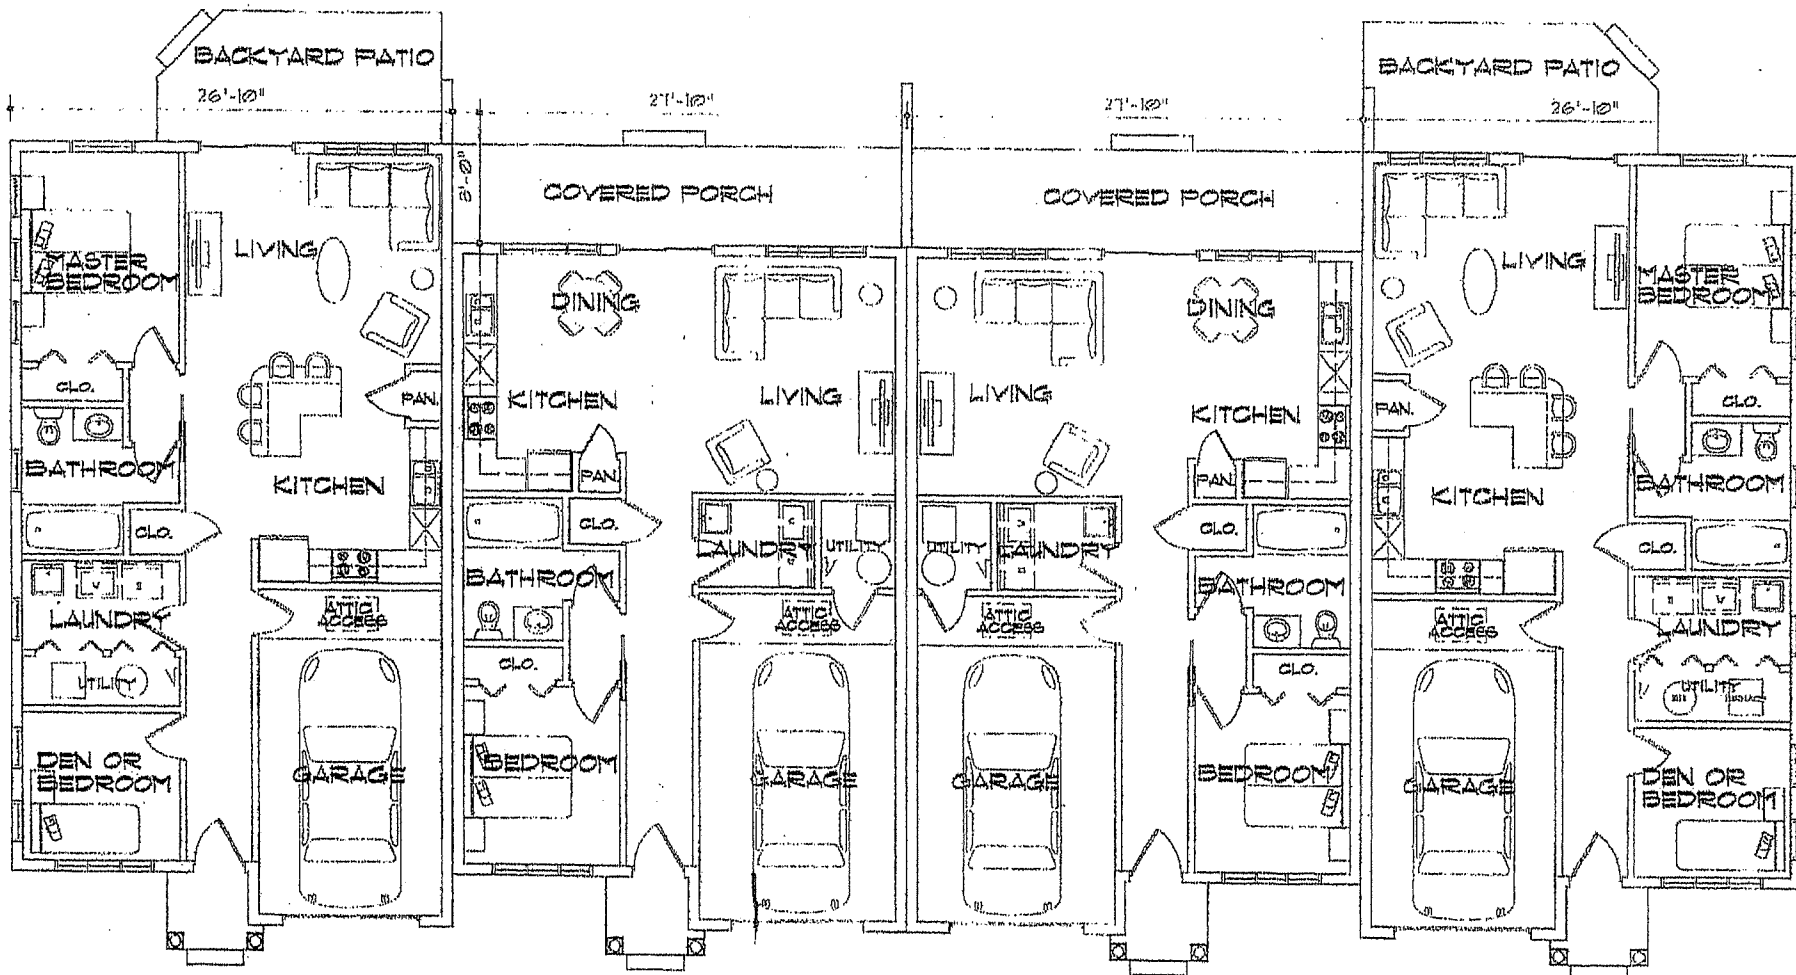 BACKYARD PATIO
26'-10"
27'-10"
27'-10"
BACKYARD PATIO
26'-10"
8'-0"
COVERED PORCH
COVERED PORCH
LIVING
MASTER
BEDROOM
CLO.
PAN.
BATHROOM
KITCHEN
CLO.
LAUNDRY
UTILITY
ATTIC
ACCESS
DEN OR
BEDROOM
GARAGE
DINING
KITCHEN
LIVING
PAN.
CLO.
LAUNDRY
UTILITY
BATHROOM
ATTIC
ACCESS
CLO.
BEDROOM
GARAGE
DINING
LIVING
KITCHEN
PAN.
UTILITY
LAUNDRY
CLO.
BATHROOM
ATTIC
ACCESS
CLO.
BEDROOM
GARAGE
LIVING
MASTER
BEDROOM
PAN.
CLO.
KITCHEN
BATHROOM
CLO.
ATTIC
ACCESS
LAUNDRY
UTILITY
GARAGE
DEN OR
BEDROOM